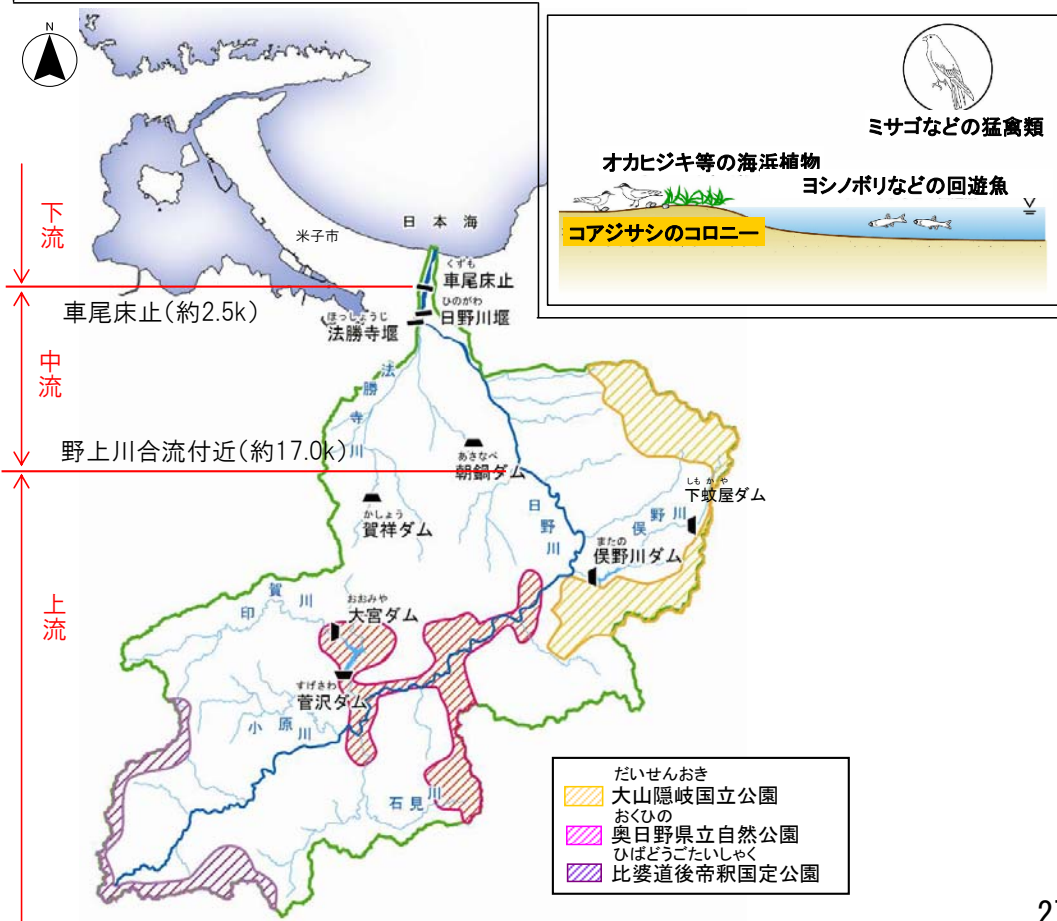 N
ミサゴなどの猛禽類
オカヒジキ等の海浜植物
ヨシノボリなどの回遊魚
コアジサシのコロニー
下流
日本海
米子市
くずも
車尾床止
ひのがわ
日野川堰
車尾床止(約2.5k)
ほっしょうじ
法勝寺堰
中流
法勝寺川
野上川合流付近(約17.0k)
あさなべ
朝鍋ダム
しもがや
下蚊屋ダム
かしょう
賀祥ダム
日野川
俣野川
またの
俣野川ダム
上流
印賀川
おおみや
大宮ダム
すげさわ
菅沢ダム
小原川
石見川
だいせんおき
大山隠岐国立公園
おくひの
奥日野県立自然公園
ひばどうごたいしゃく
比婆道後帝釈国定公園